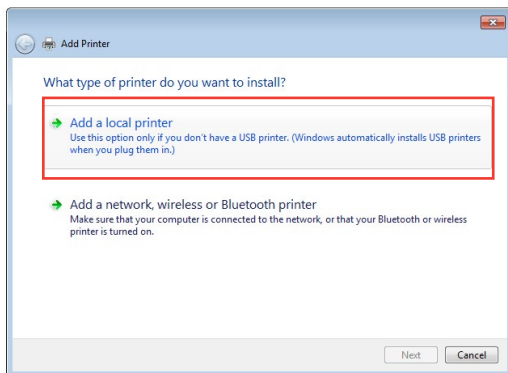 Add Printer
What type of printer do you want to install?
Add a local printer
Use this option only if you don't have a USB printer. (Windows automatically installs USB printers
when you plug them in.)
Add a network, wireless or Bluetooth printer
Make sure that your computer is connected to the network, or that your Bluetooth or wireless
printer is turned on.
Next Cancel